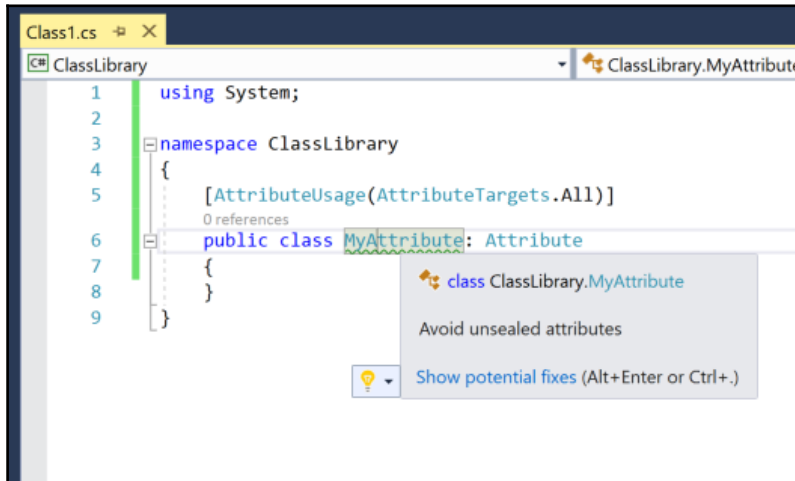 Class1.cs
C# ClassLibrary
ClassLibrary.MyAttribute
1 using System;
2
3 namespace ClassLibrary
4 {
5 [AttributeUsage(AttributeTargets.All)]
0 references
6 public class MyAttribute: Attribute
7 {
8 }
9 }
class ClassLibrary.MyAttribute
Avoid unsealed attributes
Show potential fixes (Alt+Enter or Ctrl+.)